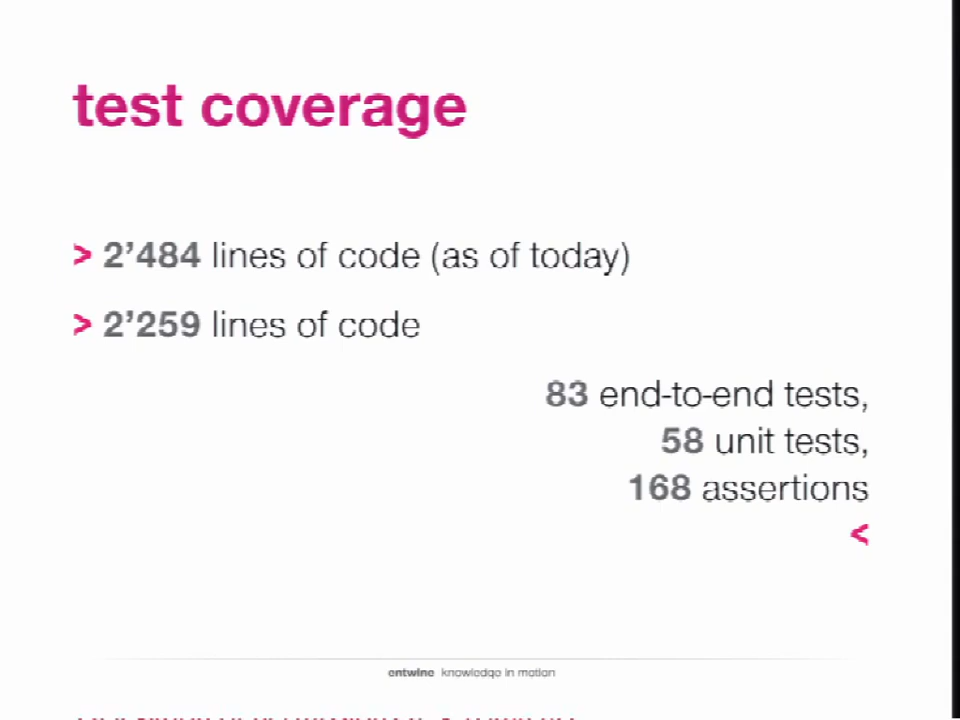 test coverage
> 2’484 lines of code (as of today)
> 2’259 lines of code
83 end-to-end tests,
58 unit tests,
168 assertions
<
entwine knowledge in motion